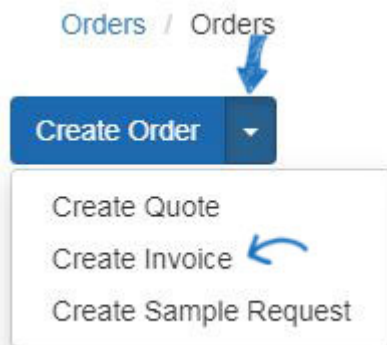 Orders / Orders
Create Order
Create Quote
Create Invoice
Create Sample Request